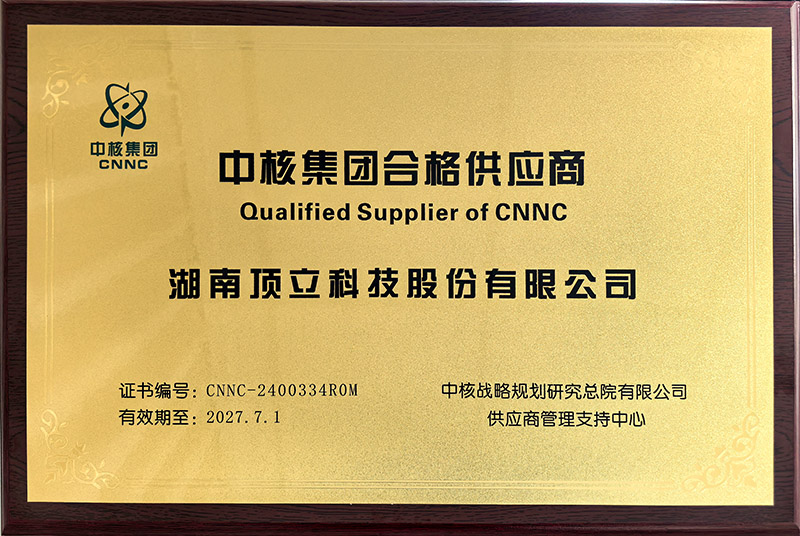 中核集团
CNNC
中核集团合格供应商
Qualified Supplier of CNNC
湖南顶立科技股份有限公司
证书编号：CNNC-2400334R0M
有效期至：2027.7.1
中核战略规划研究总院有限公司
供应商管理支持中心